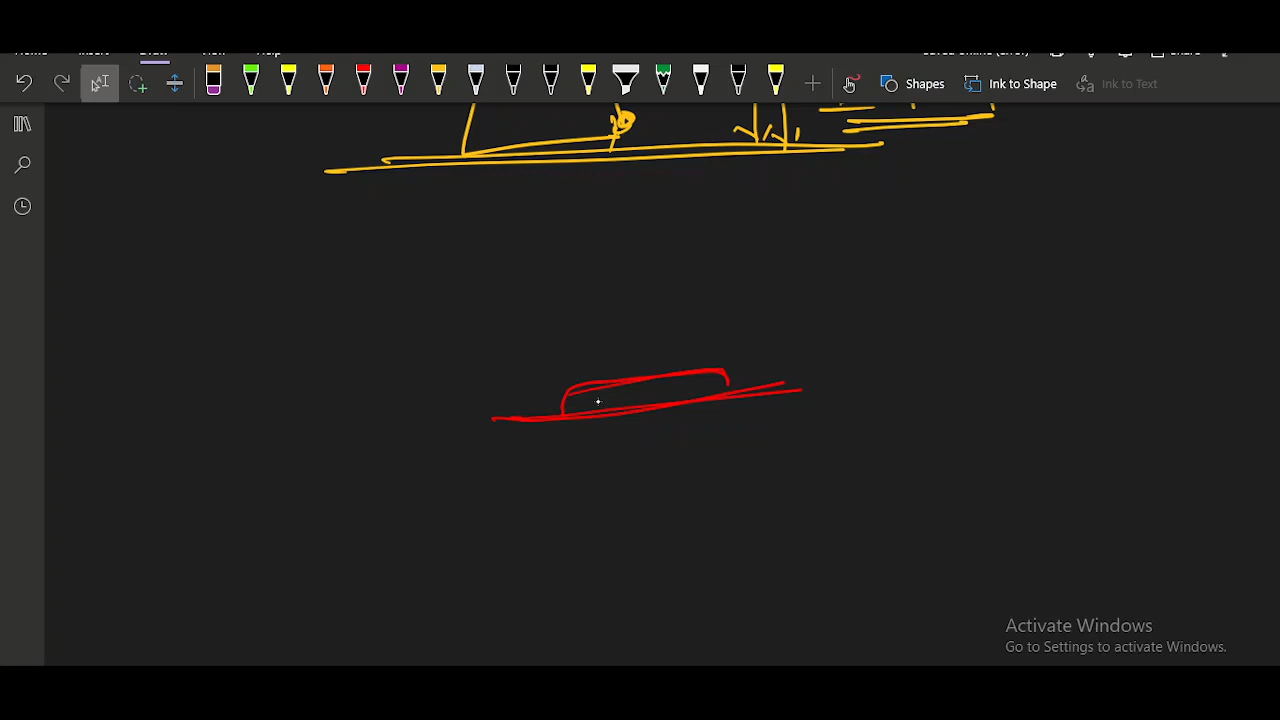 Shapes
Ink to Shape
Ink to Text
Activate Windows
Go to Settings to activate Windows.